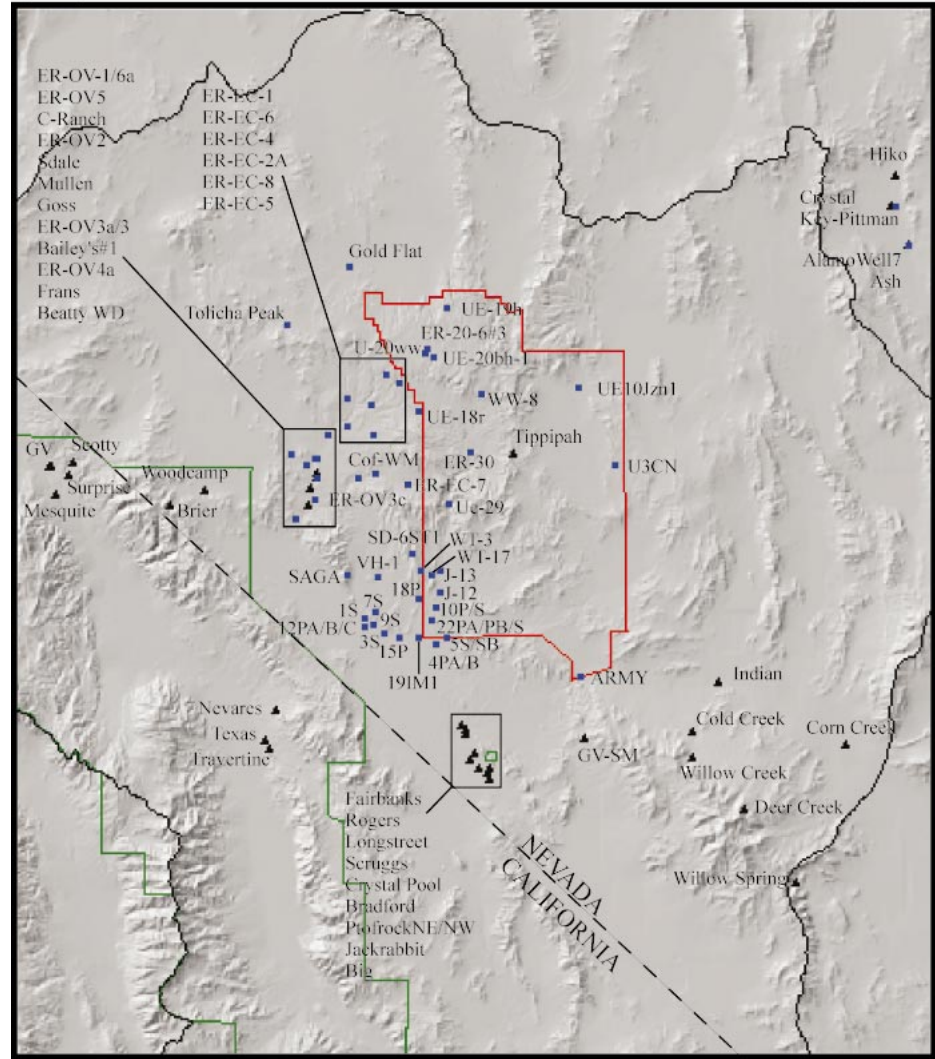 ER-OV-1/6a
ER-OV5
C-Ranch
ER-OV2
Sdale
Mullen
Goss
ER-OV3a/3
Bailey's#1
ER-OV4a
Frans
Beatty WD
ER-EC-1
ER-EC-6
ER-EC-4
ER-EC-2A
ER-EC-8
ER-EC-5
Hiko
Crystal
Key-Pittman
AlamoWell7
Ash
Gold Flat
Tolicha Peak
UE-19h
ER-20-6#3
U-20ww
UE-20bh-1
UE10Jzn1
WW-8
UE-18r
Tippipah
ER-30
U3CN
Cof-WM
ER-EC-7
ER-OV3c
Ue-29
GV
Scotty
Surprise
Mesquite
Woodcamp
Brier
SD-6ST1
WT-3
WT-17
VH-1
SAGA
J-13
J-12
18P
7S
1S
10P/S
9S
12PA/B/C
22PA/PB/S
3S
15P
5S/SB
4PA/B
19IM1
ARMY
Indian
Nevares
Texas
Travertine
Cold Creek
Corn Creek
GV-SM
Willow Creek
Deer Creek
Willow Spring
Fairbanks
Rogers
Longstreet
Scruggs
Crystal Pool
Bradford
PtofrockNE/NW
Jackrabbit
Big
NEVADA
CALIFORNIA